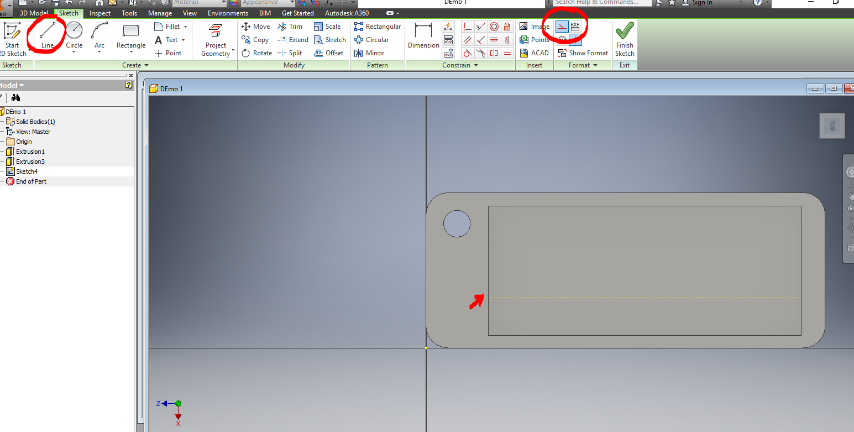 Material
Appearance
DEmo 1
Search Help & Commands...
Sign In
3D Model Sketch Inspect Tools Manage View Environments BIM Get Started Autodesk A360
Start
2D Sketch
Line
Circle
Arc
Rectangle
Fillet
Text
Point
Project
Geometry
Move
Copy
Rotate
Trim
Extend
Split
Scale
Stretch
Offset
Rectangular
Circular
Mirror
Dimension
Image
Points
ACAD
Show Format
Finish
Sketch
Sketch Create Modify Pattern Constrain Insert Format Exit
Model
DEmo 1
Solid Bodies(1)
View: Master
Origin
Extrusion1
Extrusion3
Sketch4
End of Part
DEmo 1
Z
X